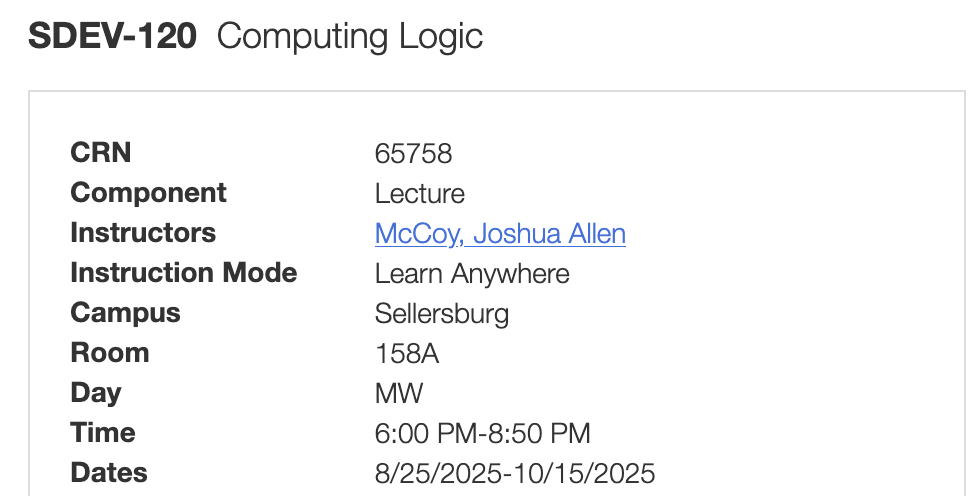 SDEV-120 Computing Logic
CRN 65758
Component Lecture
Instructors McCoy, Joshua Allen
Instruction Mode Learn Anywhere
Campus Sellersburg
Room 158A
Day MW
Time 6:00 PM-8:50 PM
Dates 8/25/2025-10/15/2025